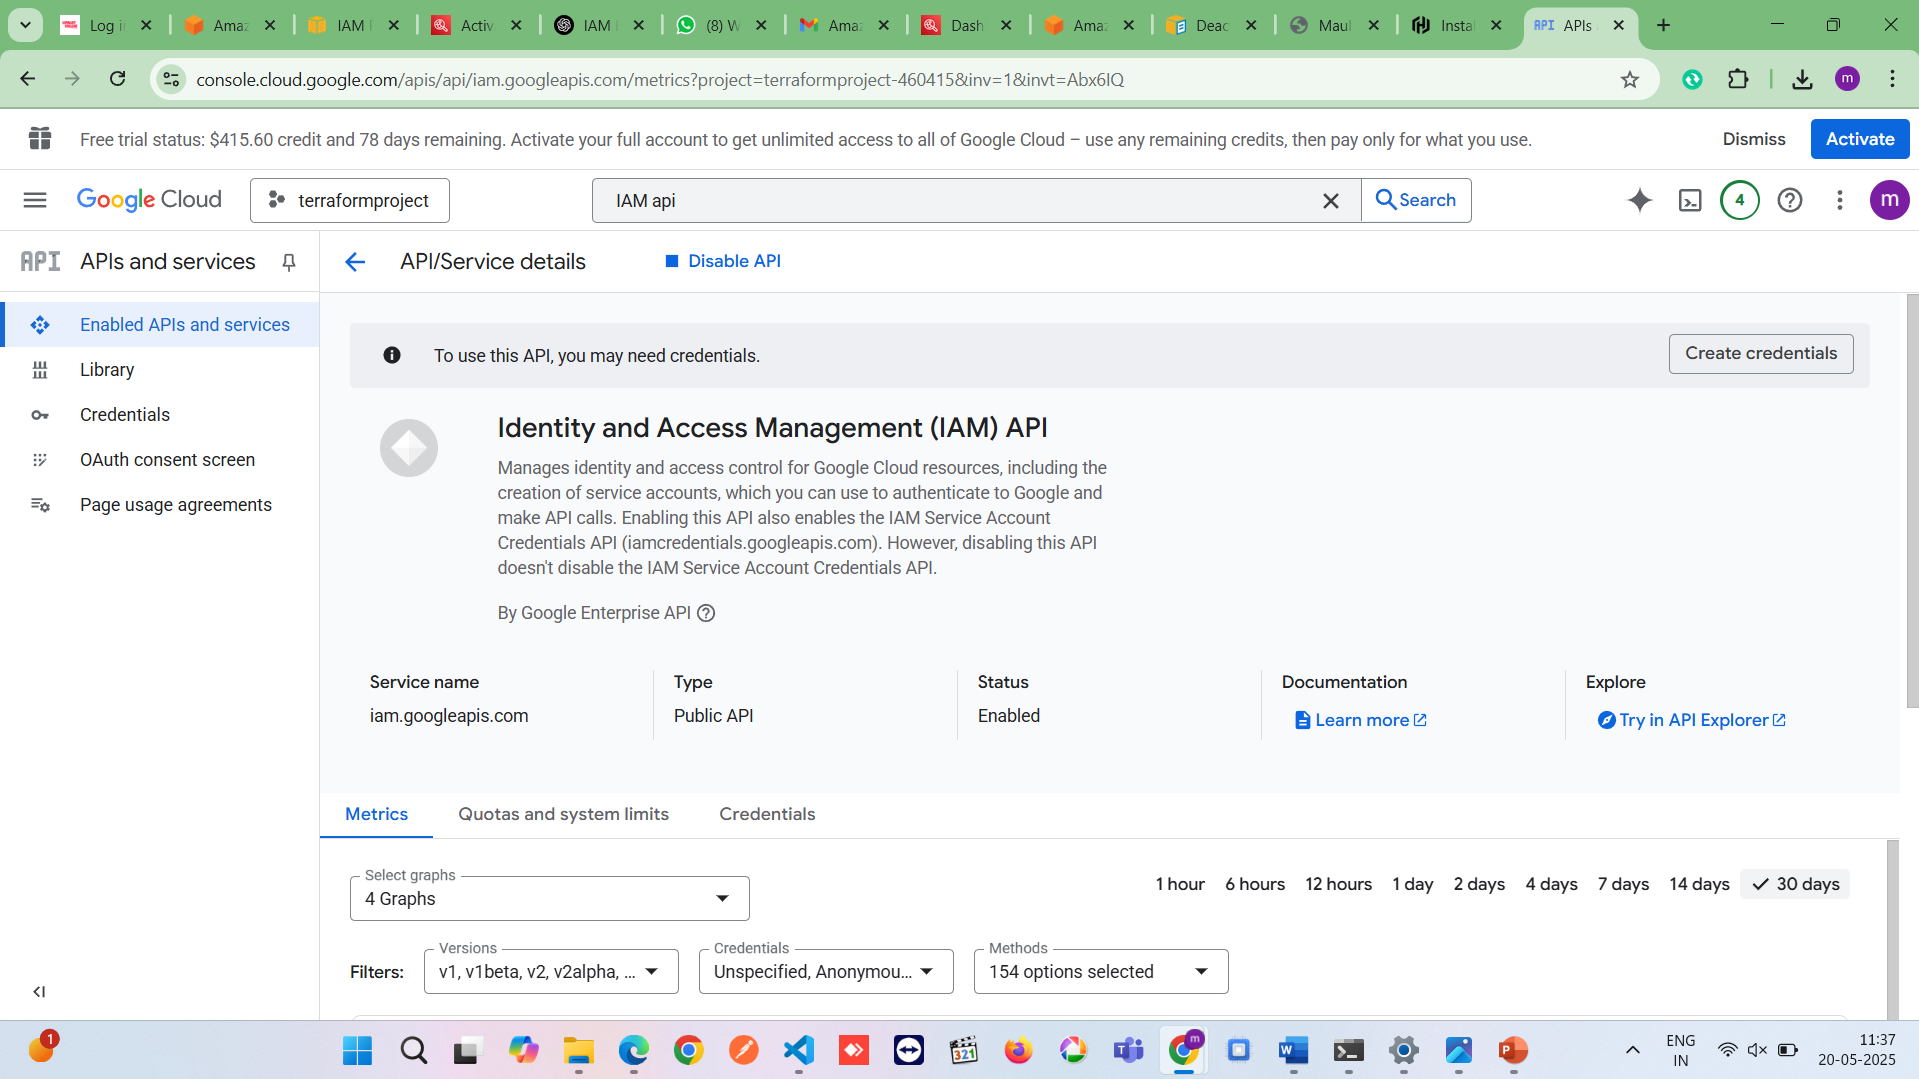 Log i
Amaz
IAM
Activ
IAM
(8) W
Amaz
Dash
Amaz
Deac
Maul
Insta
APIs
console.cloud.google.com/apis/api/iam.googleapis.com/metrics?project=terraformproject-460415&inv=1&invt=Abx6IQ
m
Free trial status: $415.60 credit and 78 days remaining. Activate your full account to get unlimited access to all of Google Cloud – use any remaining credits, then pay only for what you use.
Dismiss
Activate
Google Cloud
terraformproject
IAM api
Search
4
m
API
APIs and services
API/Service details
Disable API
Enabled APIs and services
Library
Credentials
OAuth consent screen
Page usage agreements
To use this API, you may need credentials.
Create credentials
Identity and Access Management (IAM) API
Manages identity and access control for Google Cloud resources, including the
creation of service accounts, which you can use to authenticate to Google and
make API calls. Enabling this API also enables the IAM Service Account
Credentials API (iamcredentials.googleapis.com). However, disabling this API
doesn't disable the IAM Service Account Credentials API.
By Google Enterprise API
Service name
iam.googleapis.com
Type
Public API
Status
Enabled
Documentation
Learn more
Explore
Try in API Explorer
Metrics
Quotas and system limits
Credentials
Select graphs
4 Graphs
1 hour
6 hours
12 hours
1 day
2 days
4 days
7 days
14 days
30 days
Filters:
Versions
v1, v1beta, v2, v2alpha, ...
Credentials
Unspecified, Anonymou...
Methods
154 options selected
1
ENG
IN
11:37
20-05-2025